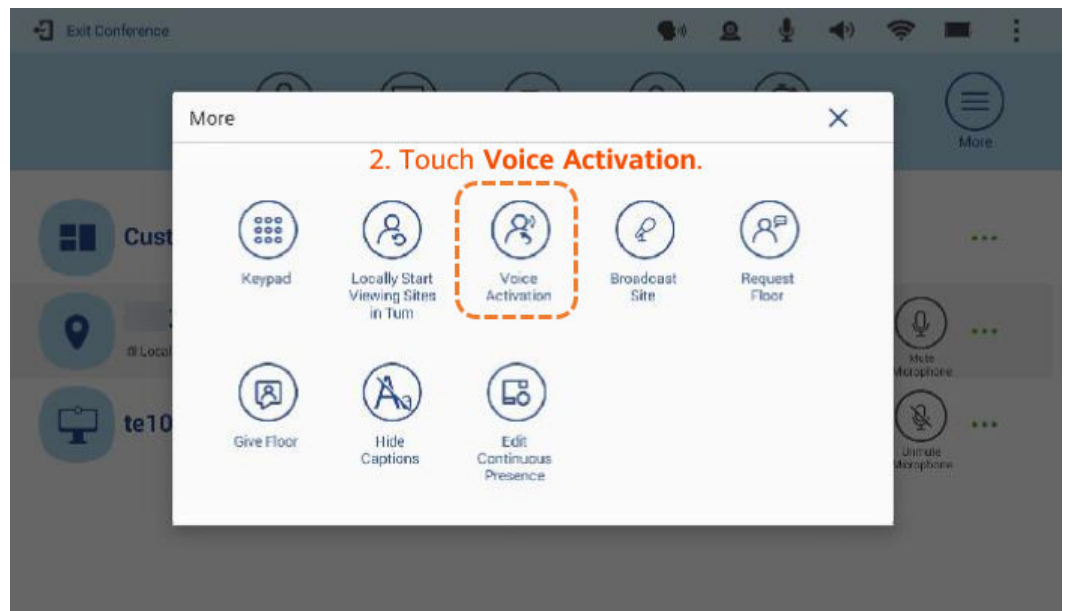 Exit Conference
More
More
2. Touch Voice Activation.
Cust
Keypad
Locally Start
Viewing Sites
in Turn
Voice
Activation
Broadcast
Site
Request
Floor
Local
Mute
Microphone
te10
Give Floor
Hide
Captions
Edit
Continuous
Presence
Unmute
Microphone